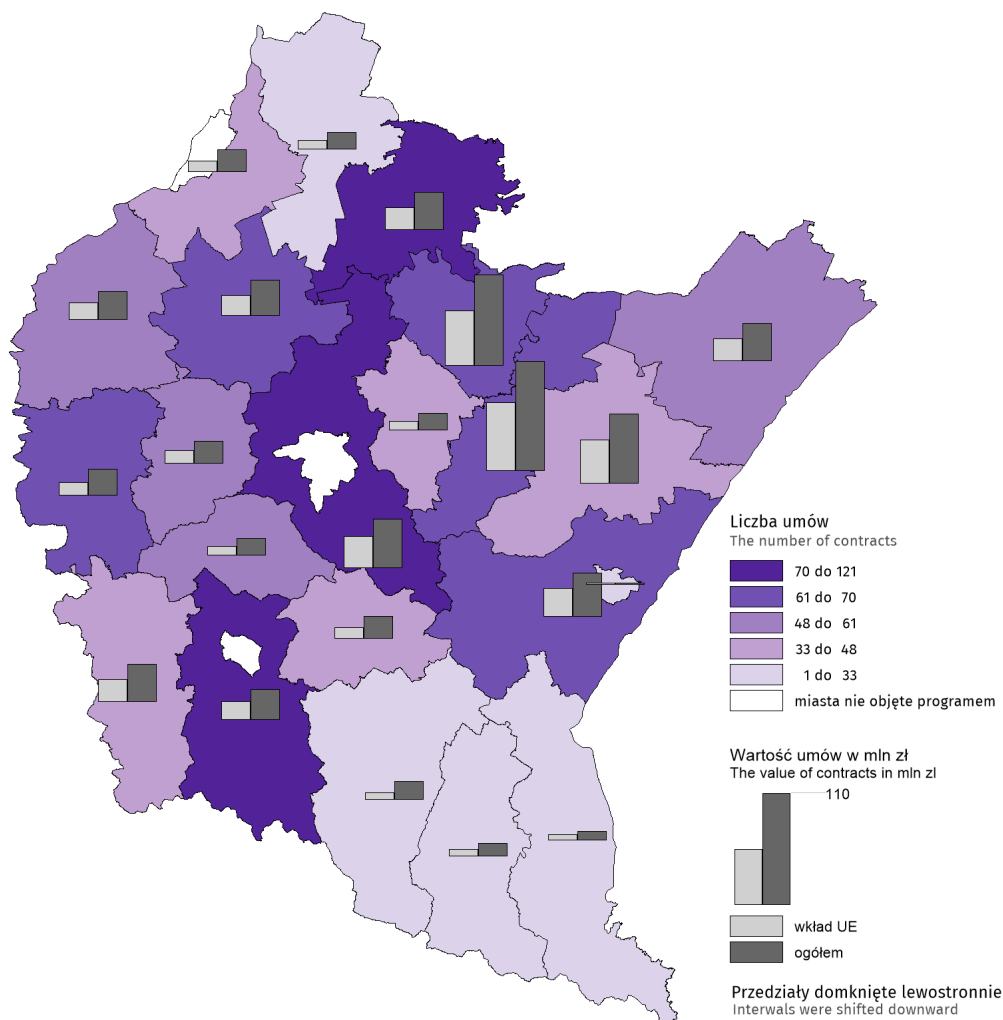 Liczba umów
The number of contracts
70 do 121
61 do 70
48 do 61
33 do 48
1 do 33
miasta nie objęte programem
Wartość umów w mln zł
The value of contracts in mln zl
110
wkład UE
ogółem
Przedziały domknięte lewostronnie
Intervals were shifted downward